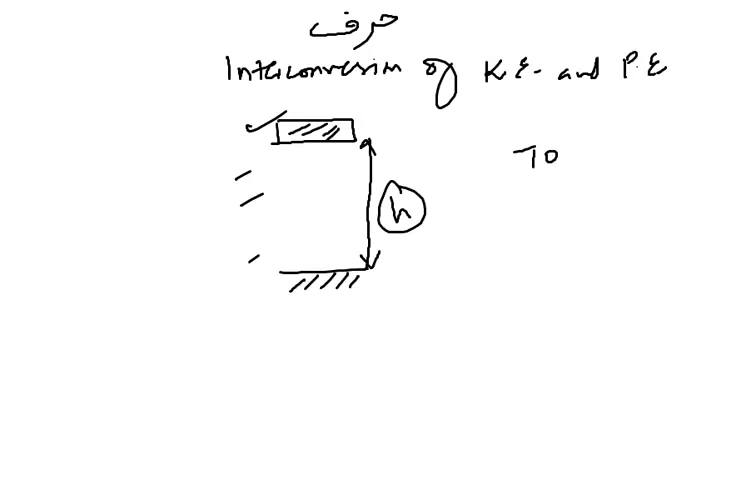 حرف
Interconversion of K.E. and P.E
To
h